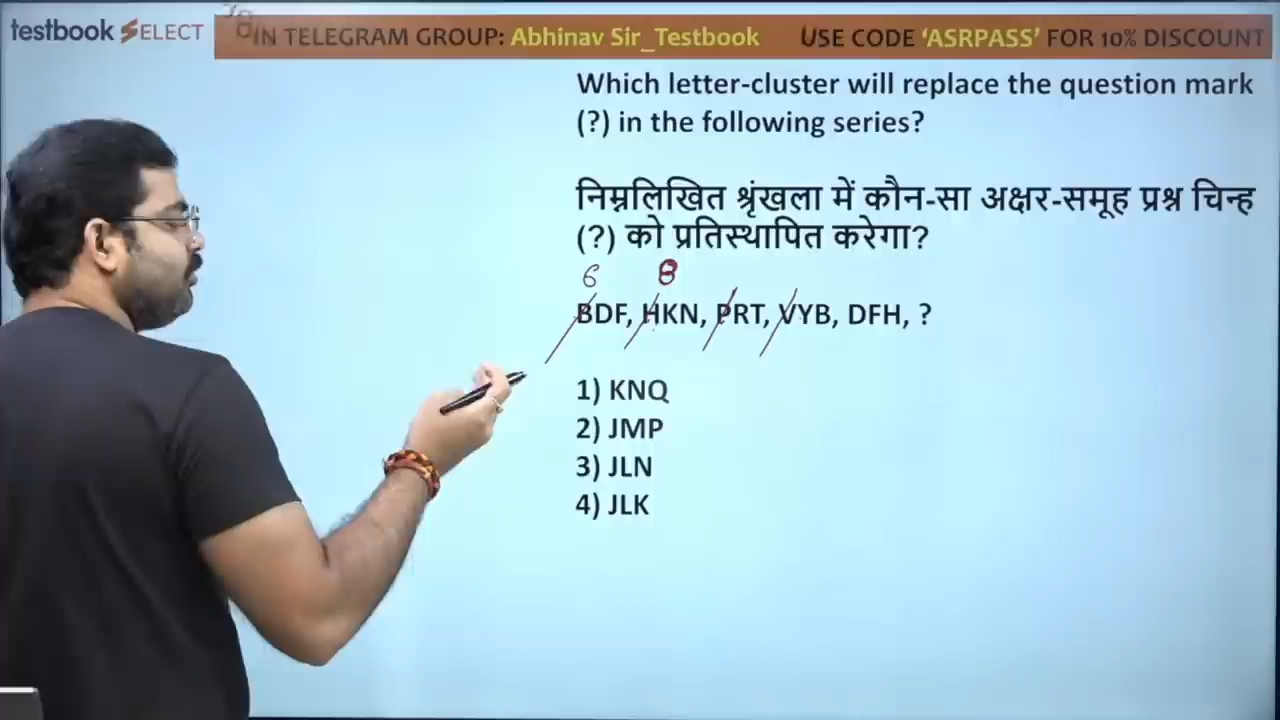 testbook SELECT
IN TELEGRAM GROUP: Abhinav Sir_Testbook USE CODE ‘ASRPASS’ FOR 10% DISCOUNT
Which letter-cluster will replace the question mark
(?) in the following series?
निम्नलिखित श्रृंखला में कौन-सा अक्षर-समूह प्रश्न चिन्ह
(?) को प्रतिस्थापित करेगा?
6 8
BDF, HKN, PRT, VYB, DFH, ?
1) KNQ
2) JMP
3) JLN
4) JLK